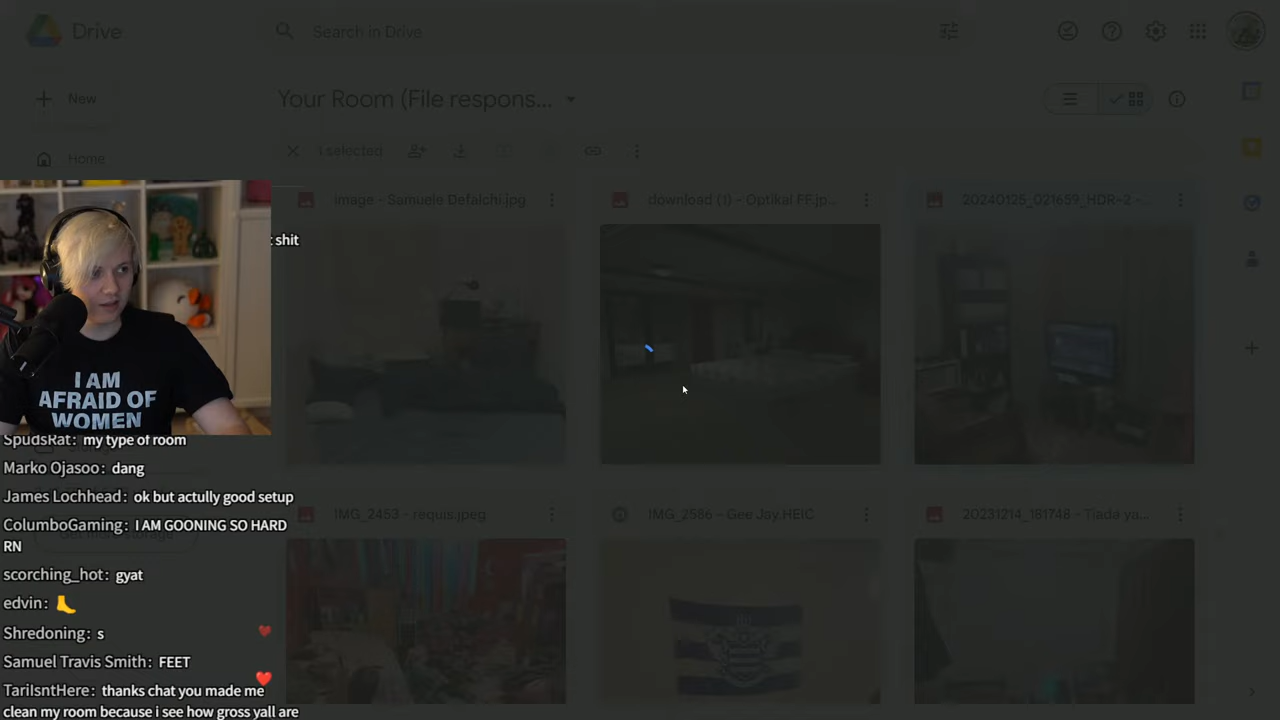 Drive
Search in Drive
New
Your Room (File respons...
Home
1 selected
image - Samuele Defalchi.jpg
download (1) - Optikal FF.jp...
20240125_021659_HDR~2 -...
shit
I AM
AFRAID OF
WOMEN
SpudsRat: my type of room
Marko Ojasoo: dang
James Lochhead: ok but actully good setup
IMG_2453 - requis.jpeg
IMG_2586 - Gee Jay.HEIC
20231214_181748 - Tiada ya...
ColumboGaming: I AM GOONING SO HARD
RN
Get more storage
scorching_hot: gyat
edvin: 🦶
Shredoning: s
Samuel Travis Smith: FEET
TariIsntHere: thanks chat you made me
clean my room because i see how gross yall are